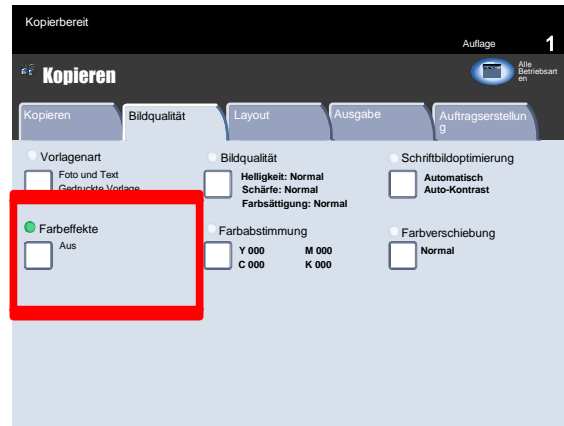 Kopierbereit
Auflage 1
Kopieren
Alle
Betriebsart
en
Kopieren
Bildqualität
Layout
Ausgabe
Auftragserstellun
g
Vorlagenart
Foto und Text
Gedruckte Vorlage
Bildqualität
Helligkeit: Normal
Schärfe: Normal
Farbsättigung: Normal
Schriftbildoptimierung
Automatisch
Auto-Kontrast
Farbeffekte
Aus
Farbabstimmung
Y 000 M 000
C 000 K 000
Farbverschiebung
Normal